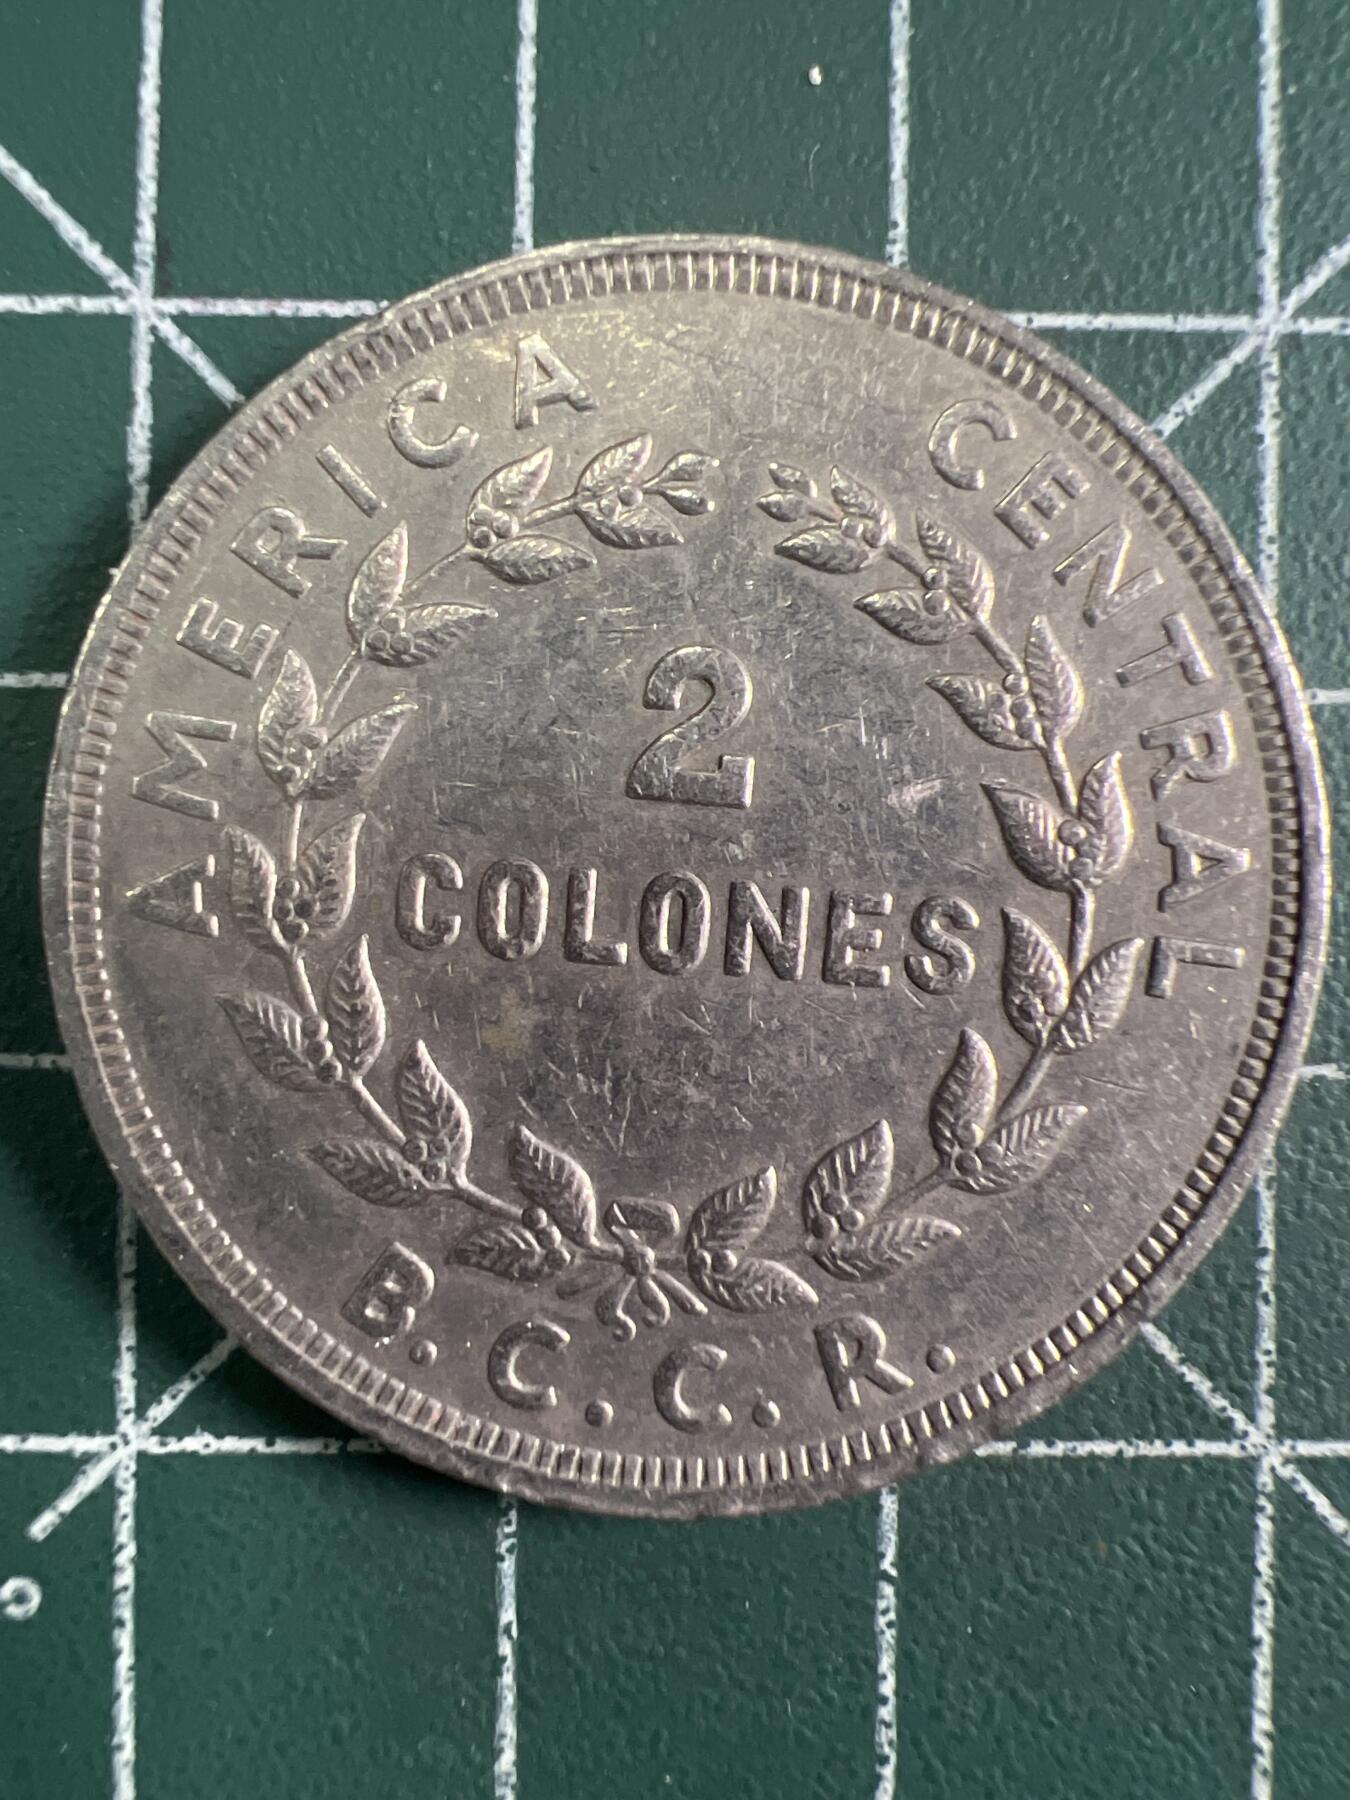 AMERICA CENTRAL
2
COLONES
B.C.C.R.